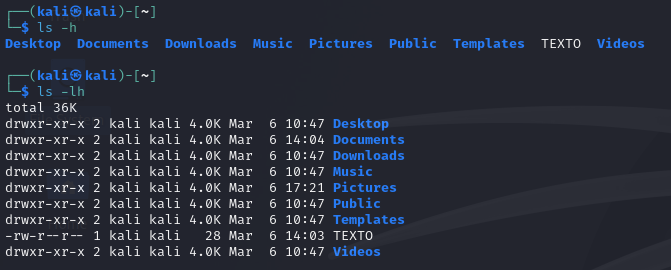 ┌──(kali㉿kali)-[~]
└─$ ls -h
Desktop  Documents  Downloads  Music  Pictures  Public  Templates  TEXTO  Videos
┌──(kali㉿kali)-[~]
└─$ ls -lh
total 36K
drwxr-xr-x 2 kali kali 4.0K Mar  6 10:47 Desktop
drwxr-xr-x 2 kali kali 4.0K Mar  6 14:04 Documents
drwxr-xr-x 2 kali kali 4.0K Mar  6 10:47 Downloads
drwxr-xr-x 2 kali kali 4.0K Mar  6 10:47 Music
drwxr-xr-x 2 kali kali 4.0K Mar  6 17:21 Pictures
drwxr-xr-x 2 kali kali 4.0K Mar  6 10:47 Public
drwxr-xr-x 2 kali kali 4.0K Mar  6 10:47 Templates
-rw-r--r-- 1 kali kali   28 Mar  6 14:03 TEXTO
drwxr-xr-x 2 kali kali 4.0K Mar  6 10:47 Videos